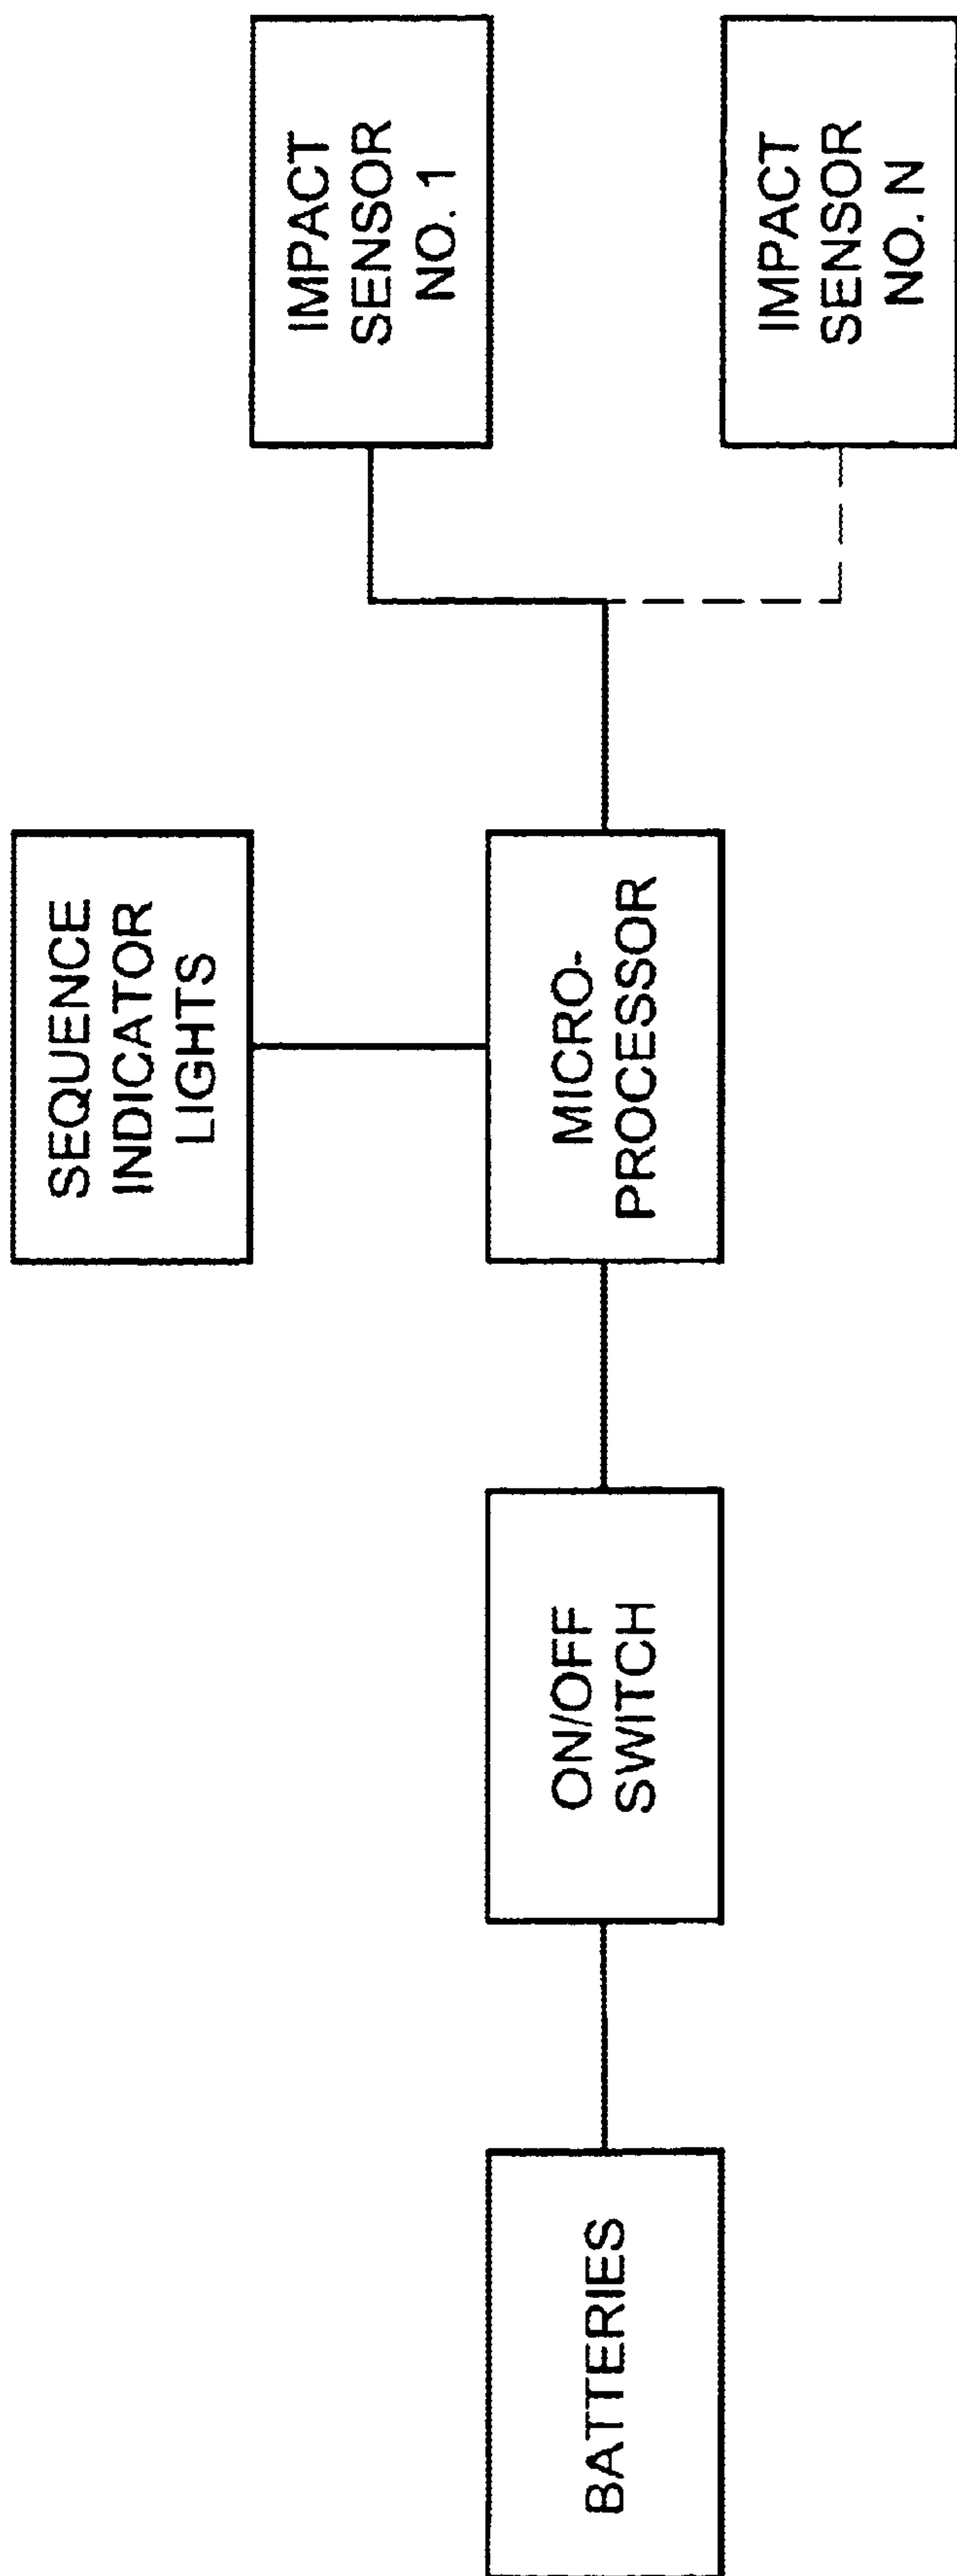 SEQUENCE
INDICATOR
LIGHTS
IMPACT
SENSOR
NO. 1
BATTERIES
ON/OFF
SWITCH
MICRO-
PROCESSOR
IMPACT
SENSOR
NO. N